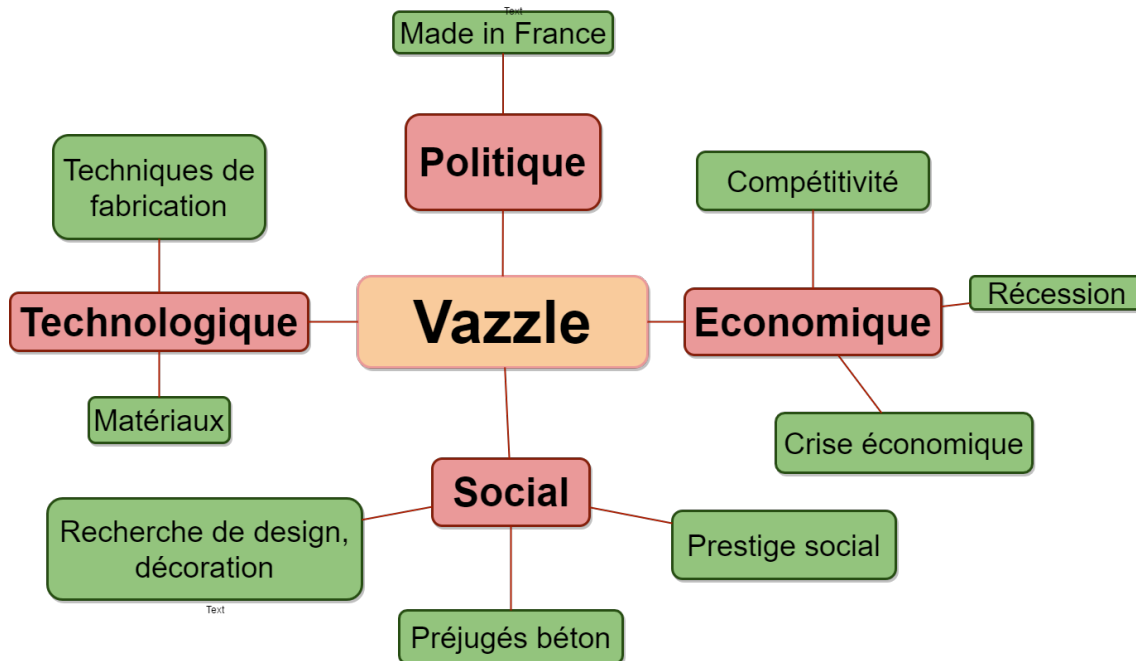 Text
Made in France
Politique
Techniques de
fabrication
Compétitivité
Technologique
Vazzle
Economique
Récession
Matériaux
Crise économique
Social
Recherche de design,
décoration
Prestige social
Text
Préjugés béton